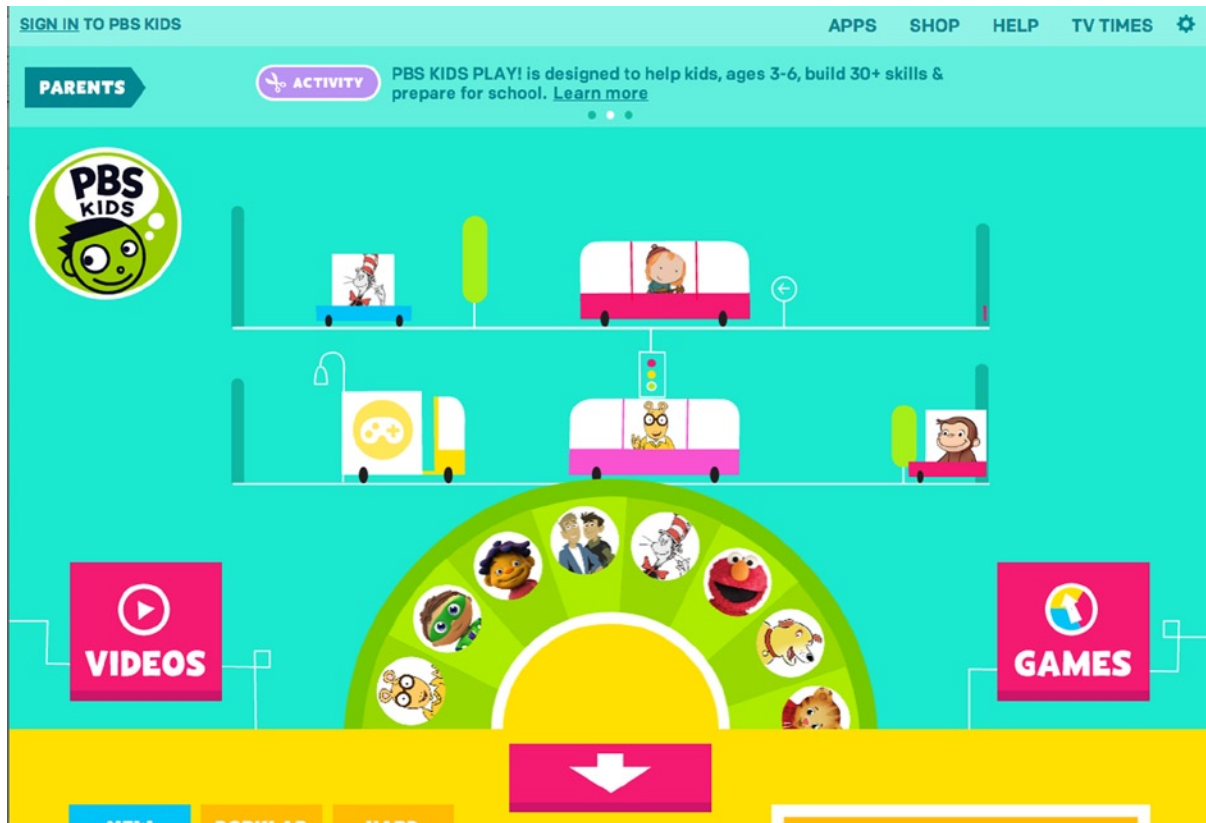 SIGN IN TO PBS KIDS
APPS SHOP HELP TV TIMES
PARENTS
ACTIVITY
PBS KIDS PLAY! is designed to help kids, ages 3-6, build 30+ skills &
prepare for school. Learn more
PBS
KIDS
VIDEOS
GAMES
POPULAR